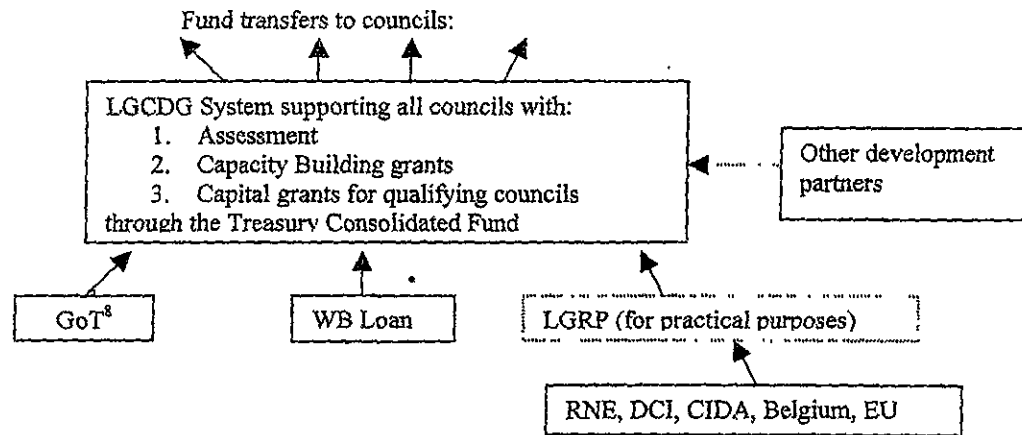 Fund transfers to councils:
LGCDG System supporting all councils with:
1. Assessment
2. Capacity Building grants
3. Capital grants for qualifying councils
through the Treasury Consolidated Fund
Other development
partners
GoT⁸
WB Loan
LGRP (for practical purposes)
RNE, DCI, CIDA, Belgium, EU